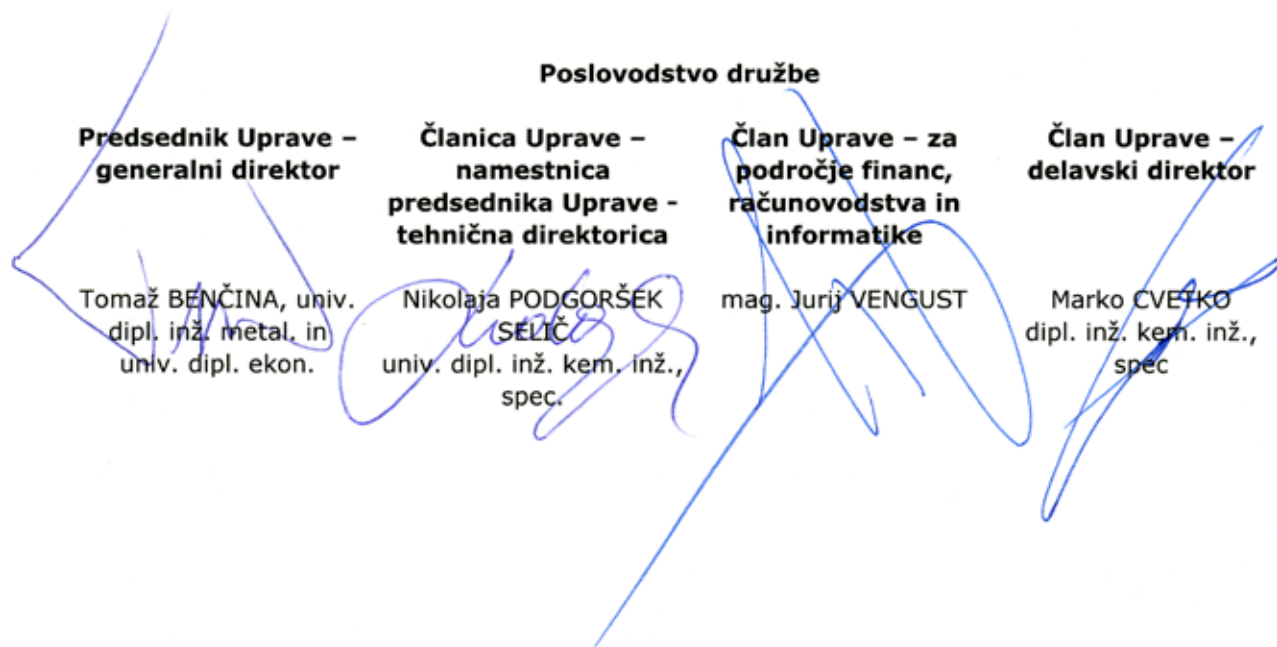 Poslovodstvo družbe
Predsednik Uprave –
generalni direktor
Tomaž BENČINA, univ.
dipl. inž. metal. in
univ. dipl. ekon.
Članica Uprave –
namestnica
predsednika Uprave -
tehnična direktorica
Nikolaja PODGORŠEK
SELIČ
univ. dipl. inž. kem. inž.,
spec.
Član Uprave – za
področje financ,
računovodstva in
informatike
mag. Jurij VENGUST
Član Uprave –
delavski direktor
Marko CVETKO
dipl. inž. kem. inž.,
spec